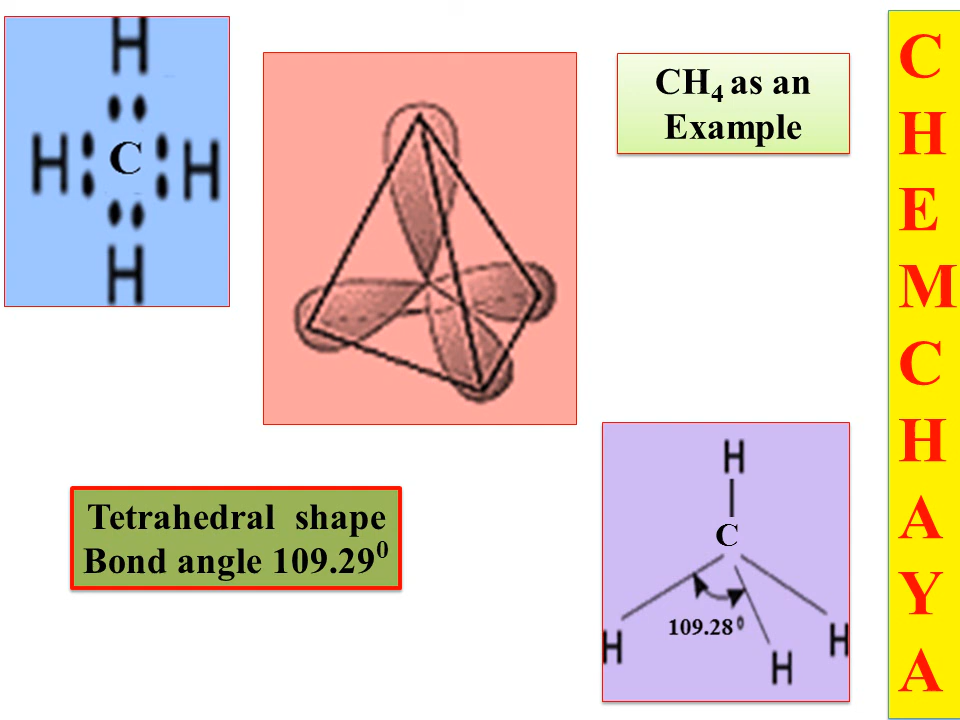 H
H C H
H
CH₄ as an
Example
Tetrahedral shape
Bond angle 109.29⁰
H
C
109.28⁰
H H H
C
H
E
M
C
H
A
Y
A